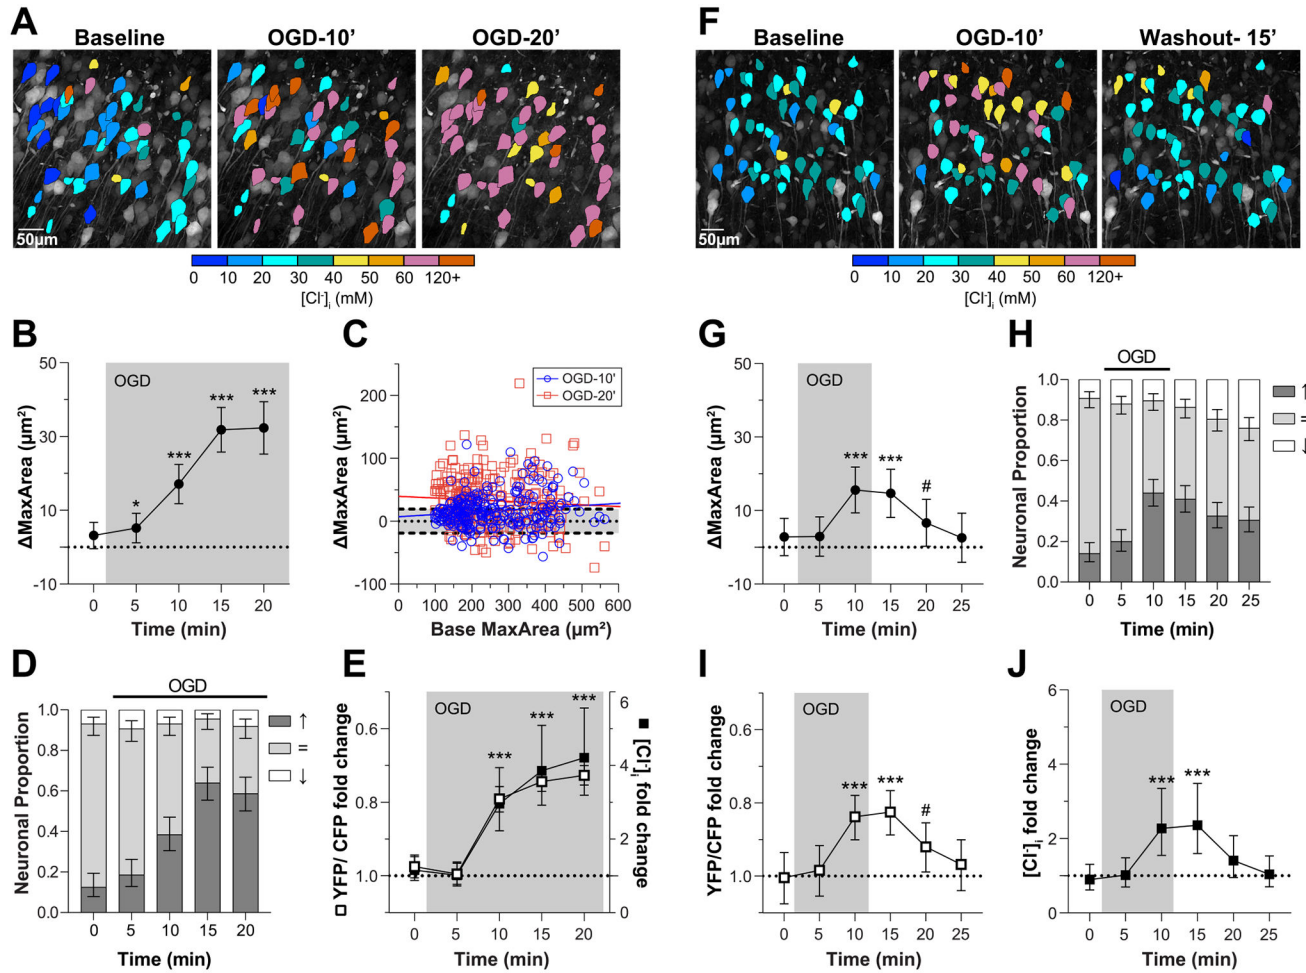 A
Baseline
OGD-10'
OGD-20'
50µm
0 10 20 30 40 50 60 120+
[Cl-]i (mM)
F
Baseline
OGD-10'
Washout- 15'
50µm
0 10 20 30 40 50 60 120+
[Cl-]i (mM)
B
ΔMaxArea (µm²)
50
30
10
-10
OGD
*
***
***
***
0 5 10 15 20
Time (min)
C
ΔMaxArea (µm²)
200
100
0
-100
OGD-10'
OGD-20'
0 100 200 300 400 500 600
Base MaxArea (µm²)
G
ΔMaxArea (µm²)
50
30
10
-10
OGD
***
***
#
0 5 10 15 20 25
Time (min)
H
OGD
Neuronal Proportion
1.0
0.8
0.6
0.4
0.2
0.0
↑
=
↓
0 5 10 15 20 25
Time (min)
D
OGD
Neuronal Proportion
1.0
0.8
0.6
0.4
0.2
0.0
↑
=
↓
0 5 10 15 20
Time (min)
E
YFP/ CFP fold change
0.6
0.8
1.0
OGD
***
***
***
6
4
2
0
[Cl-]i fold change
0 5 10 15 20
Time (min)
I
YFP/CFP fold change
0.6
0.8
1.0
OGD
***
***
#
0 5 10 15 20 25
Time (min)
J
[Cl-]i fold change
6
4
2
0
OGD
***
***
0 5 10 15 20 25
Time (min)